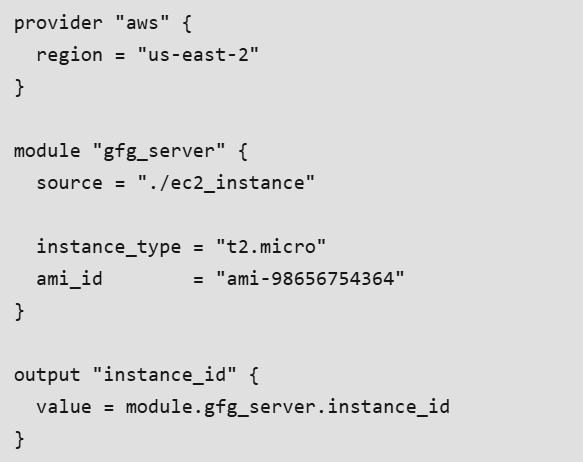 provider "aws" {
  region = "us-east-2"
}

module "gfg_server" {
  source = "./ec2_instance"

  instance_type = "t2.micro"
  ami_id        = "ami-98656754364"
}

output "instance_id" {
  value = module.gfg_server.instance_id
}